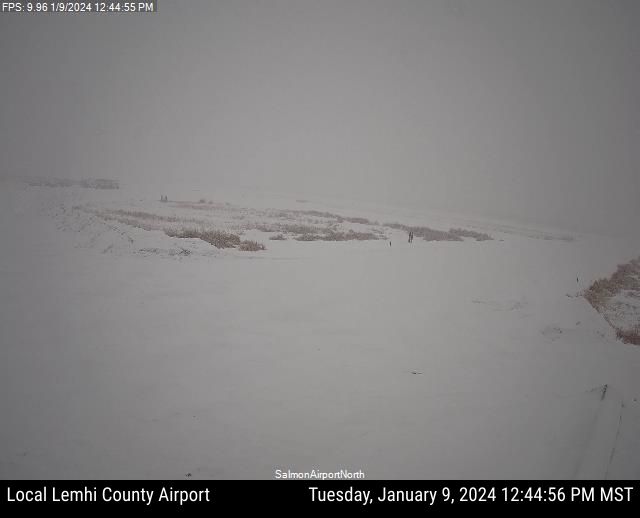 FPS: 9.96 1/9/2024 12:44:55 PM
SalmonAirportNorth
Local Lemhi County Airport Tuesday, January 9, 2024 12:44:56 PM MST